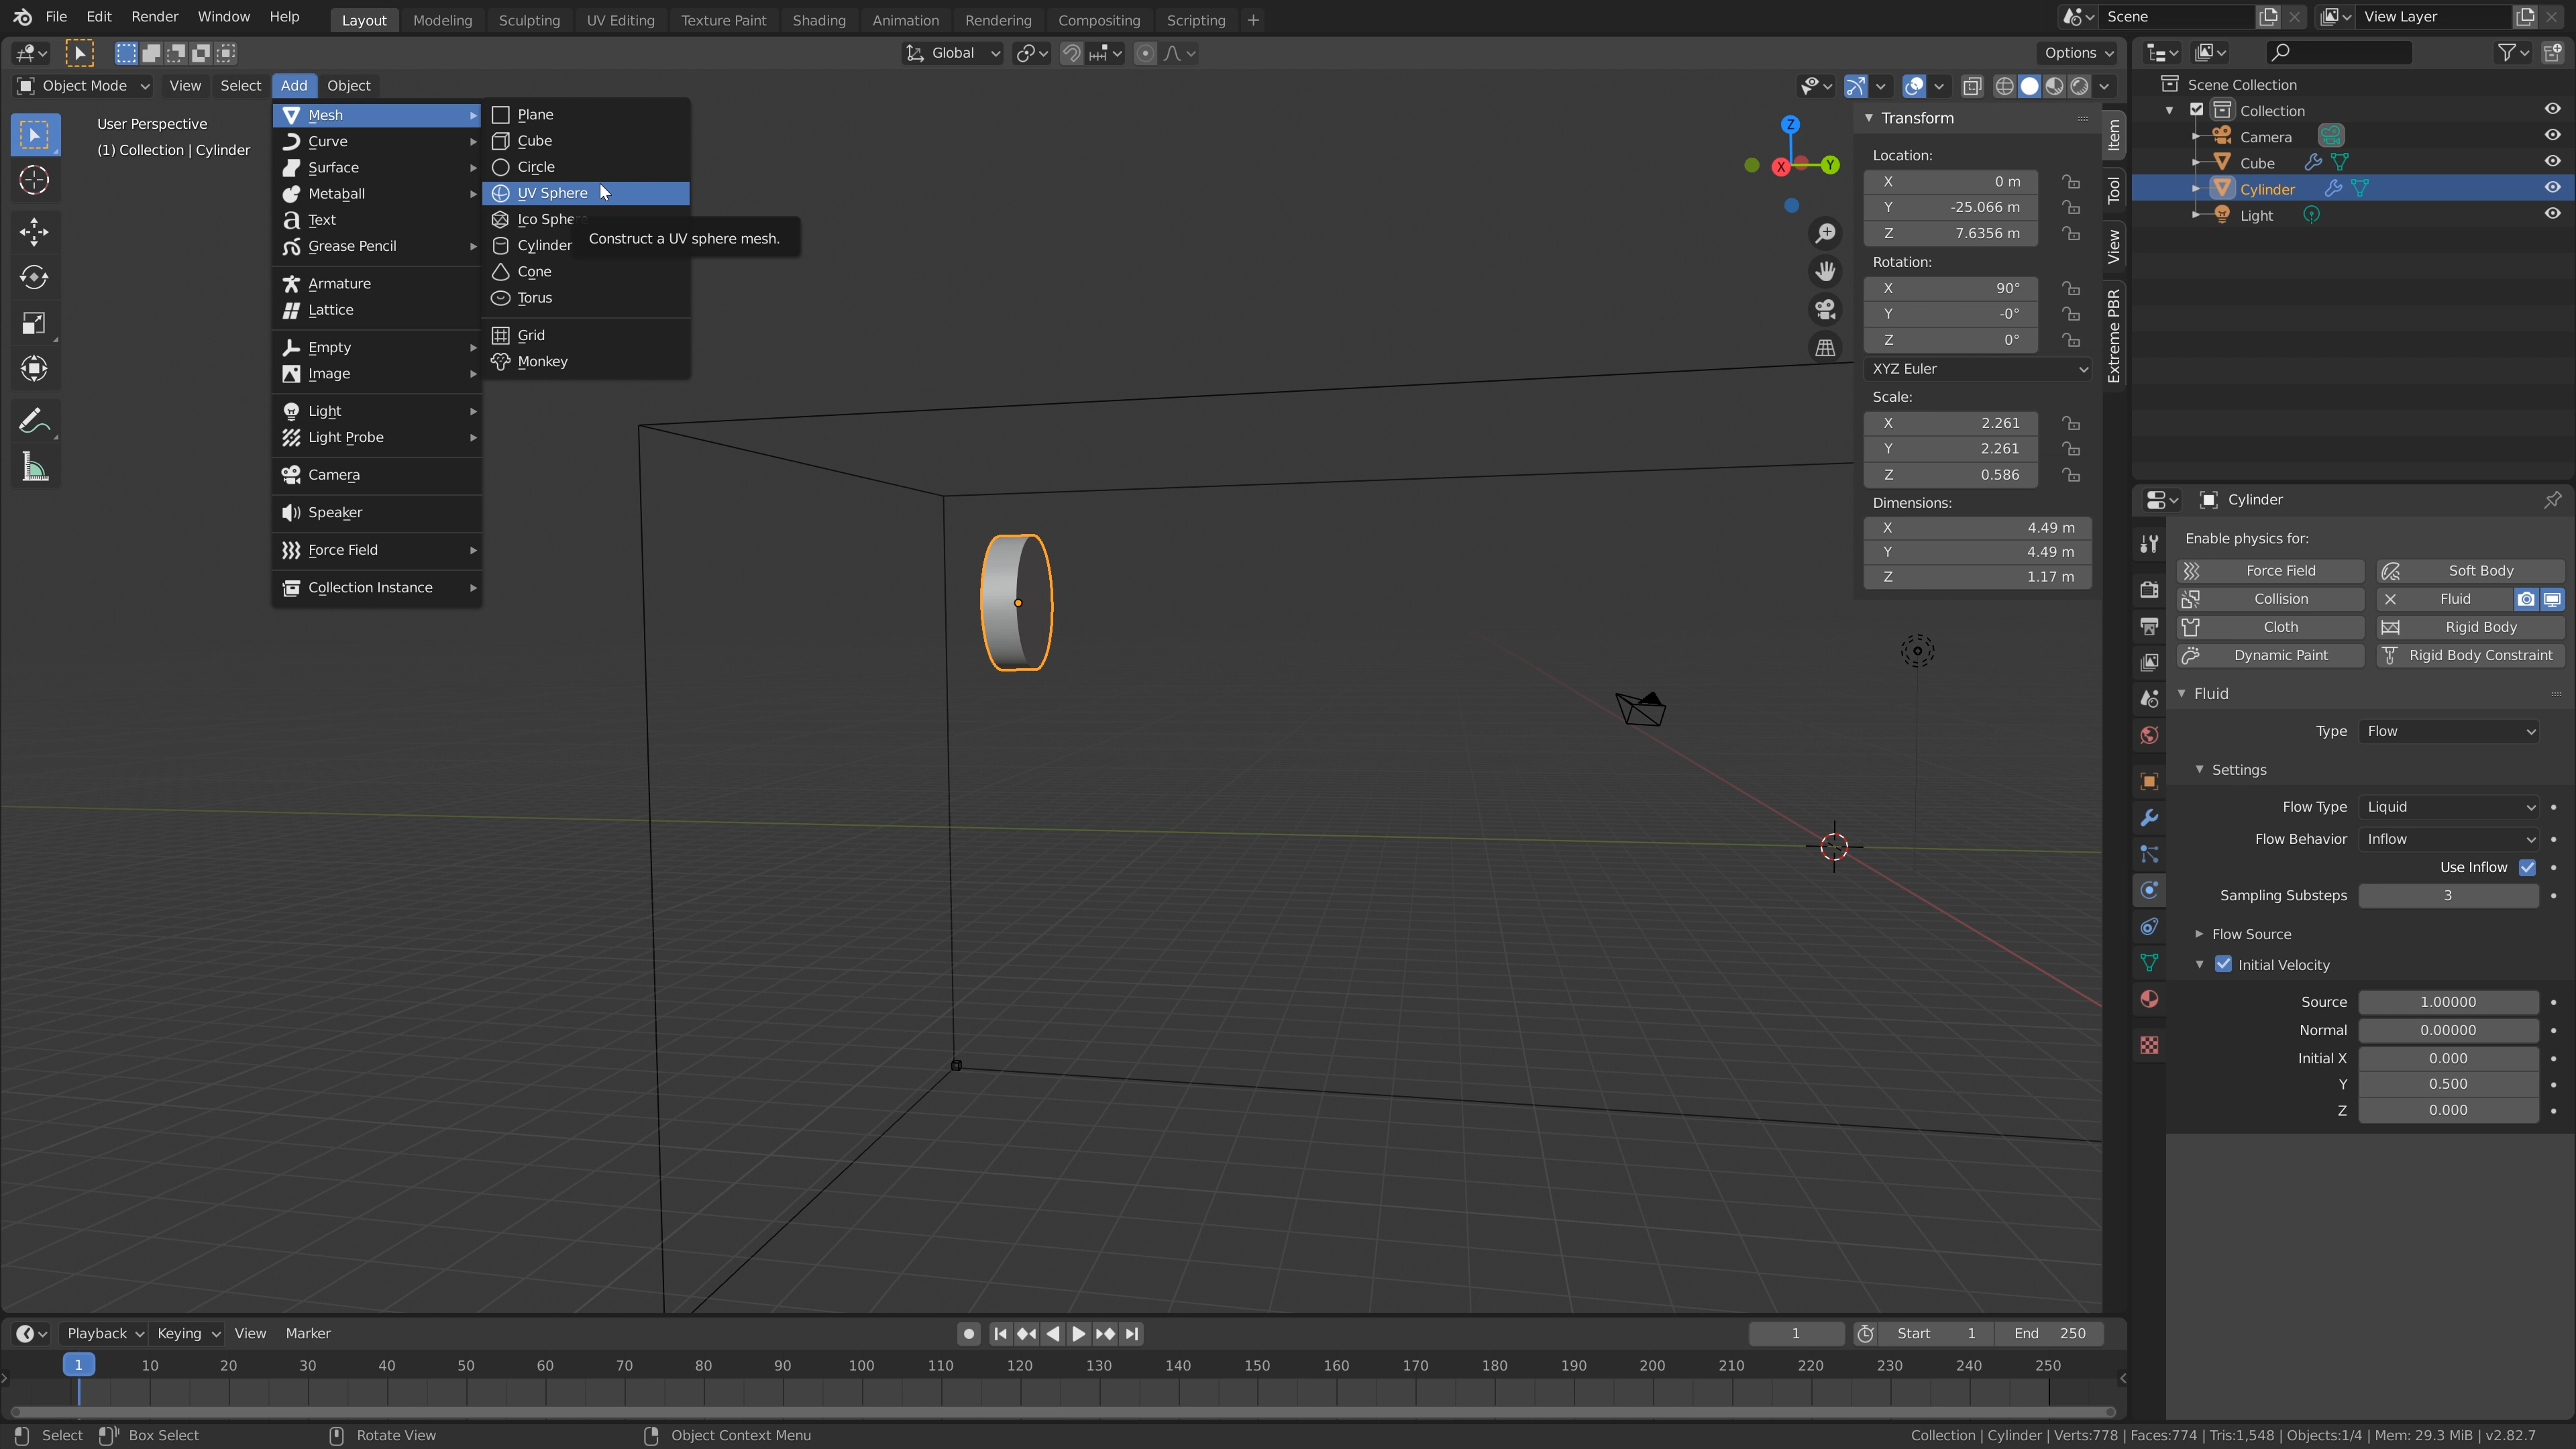 File Edit Render Window Help Layout Modeling Sculpting UV Editing Texture Paint Shading Animation Rendering Compositing Scripting + Scene View Layer
Global Options
Object Mode View Select Add Object
User Perspective
(1) Collection | Cylinder
Mesh
Curve
Surface
Metaball
Text
Grease Pencil
Armature
Lattice
Empty
Image
Light
Light Probe
Camera
Speaker
Force Field
Collection Instance
Plane
Cube
Circle
UV Sphere
Ico Sphe
Cylinder
Cone
Torus
Grid
Monkey
Construct a UV sphere mesh.
Z
X
Y
Transform
Location:
X 0 m
Y -25.066 m
Z 7.6356 m
Rotation:
X 90°
Y -0°
Z 0°
XYZ Euler
Scale:
X 2.261
Y 2.261
Z 0.586
Dimensions:
X 4.49 m
Y 4.49 m
Z 1.17 m
Item
Tool
View
Extreme PBR
Scene Collection
Collection
Camera
Cube
Cylinder
Light
Cylinder
Enable physics for:
Force Field Soft Body
Collision Fluid
Cloth Rigid Body
Dynamic Paint Rigid Body Constraint
Fluid
Type Flow
Settings
Flow Type Liquid
Flow Behavior Inflow
Use Inflow
Sampling Substeps 3
Flow Source
Initial Velocity
Source 1.00000
Normal 0.00000
Initial X 0.000
Y 0.500
Z 0.000
Playback Keying View Marker 1 Start 1 End 250
1 10 20 30 40 50 60 70 80 90 100 110 120 130 140 150 160 170 180 190 200 210 220 230 240 250
Select Box Select Rotate View Object Context Menu Collection | Cylinder | Verts:778 | Faces:774 | Tris:1,548 | Objects:1/4 | Mem: 29.3 MiB | v2.82.7